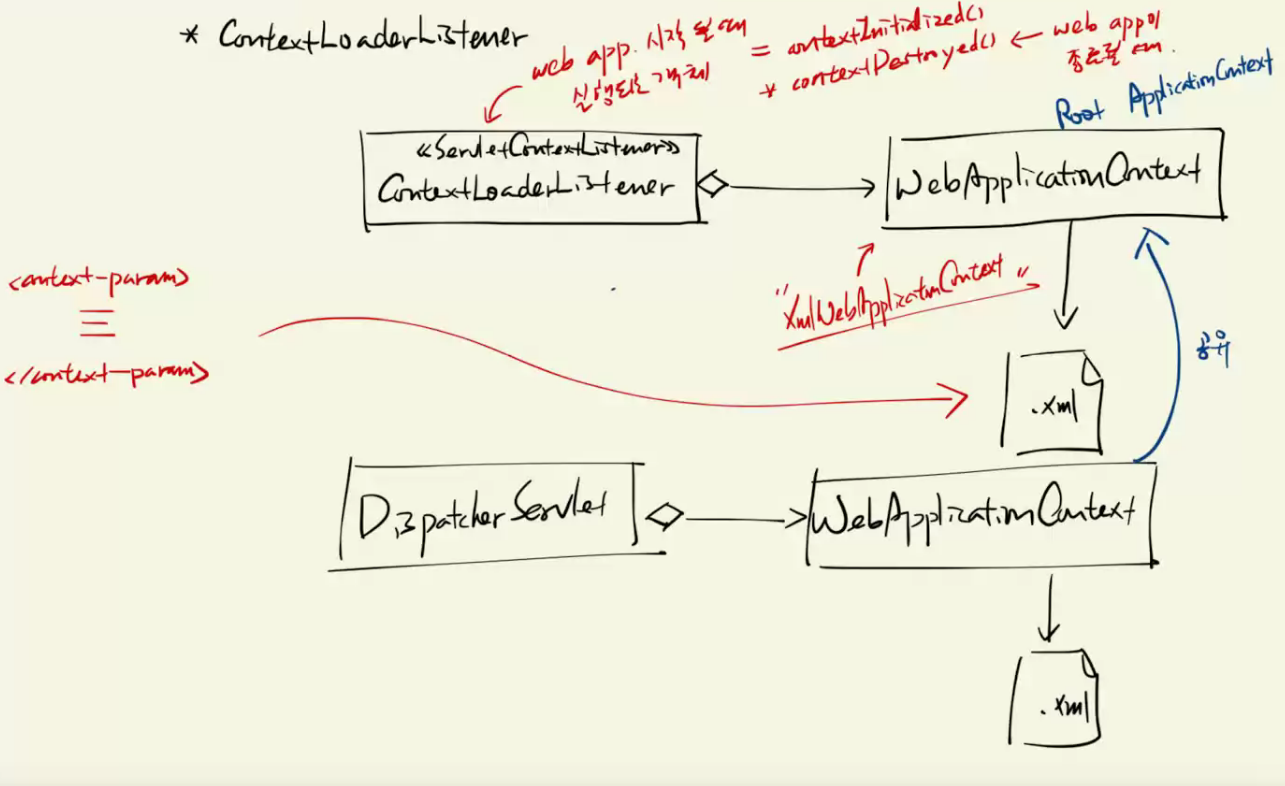 * ContextLoaderListener
web app. 시작 될 때
실행되는 객체
= contextInitialized()
* contextDestroyed() ← web app이
종료될 때.
Root ApplicationContext
«ServletContextListener»
ContextLoaderListener
WebApplicationContext
"XmlWebApplicationContext"
<context-param>
</context-param>
공유
.xml
DispatcherServlet
WebApplicationContext
.xml